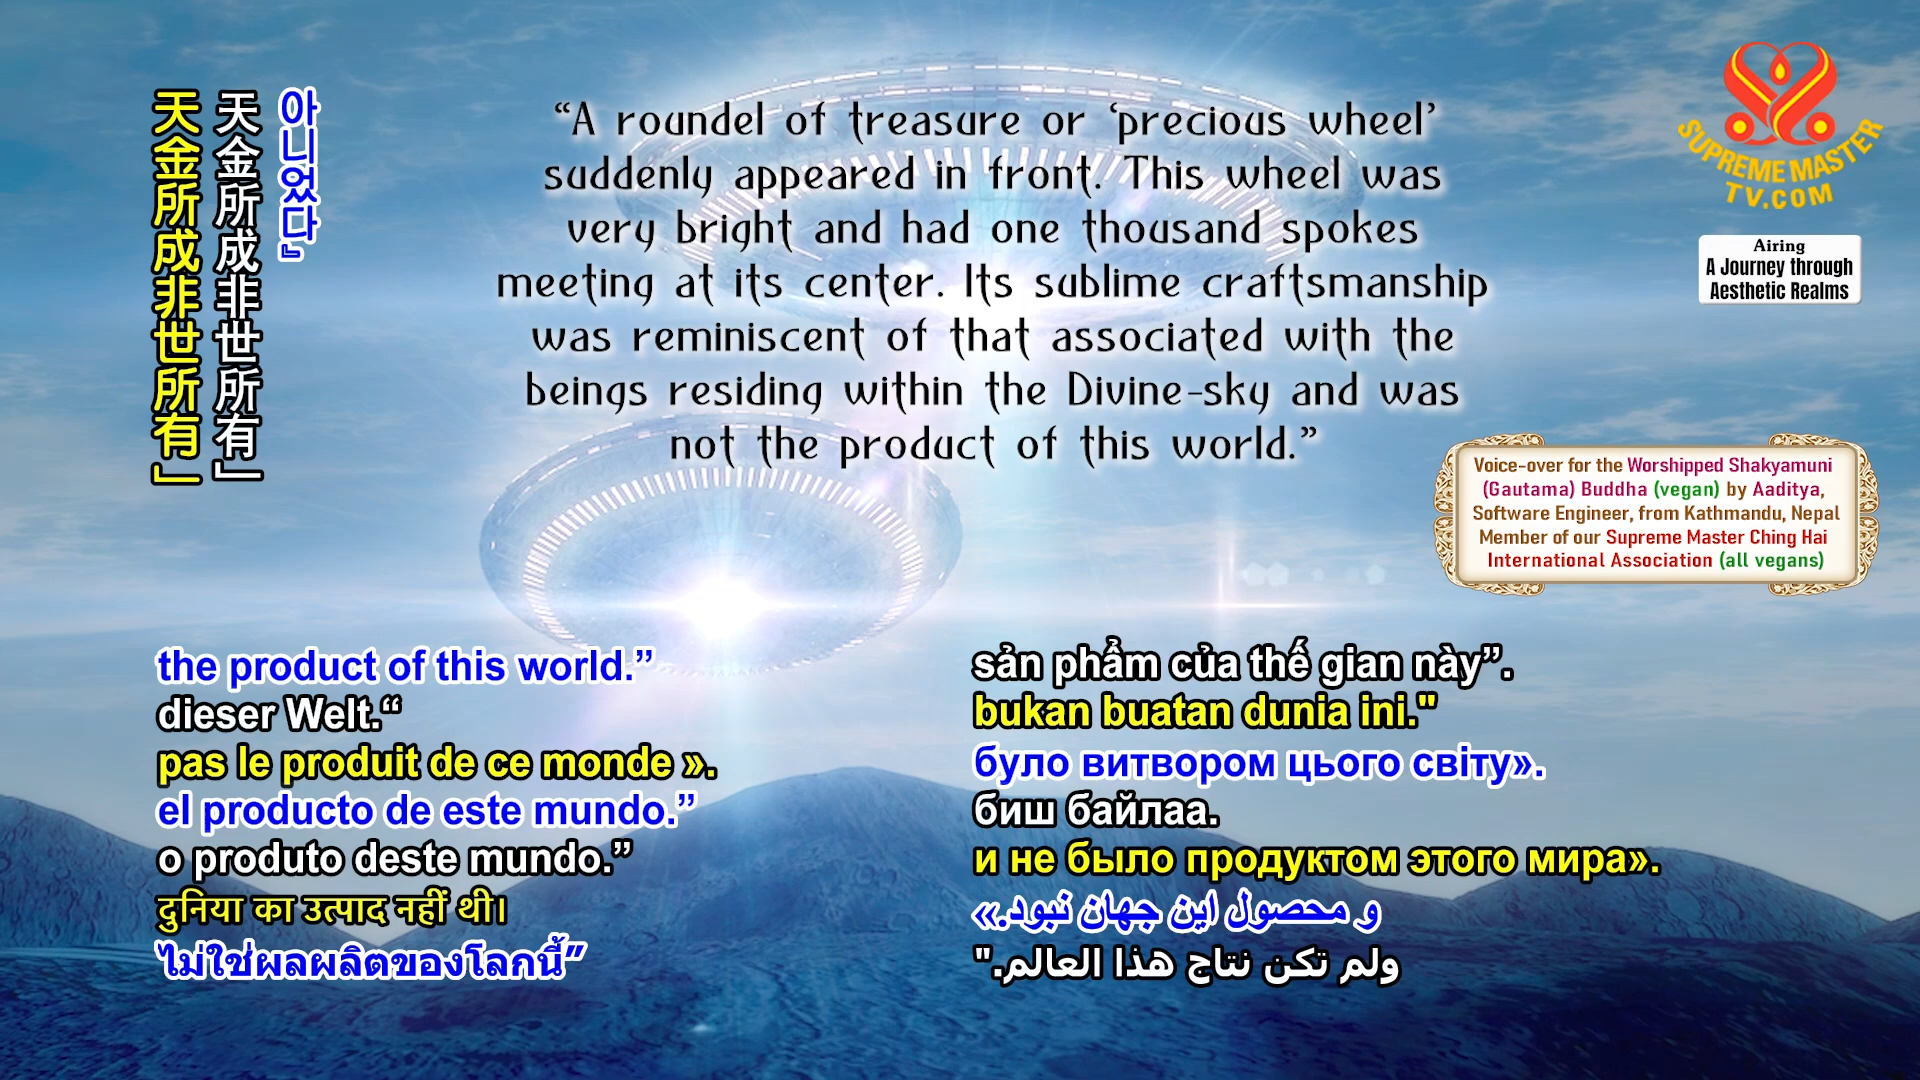 아니었다』
天金所成非世所有」
天金所成非世所有」
“A roundel of treasure or ‘precious wheel’
suddenly appeared in front. This wheel was
very bright and had one thousand spokes
meeting at its center. Its sublime craftsmanship
was reminiscent of that associated with the
beings residing within the Divine-sky and was
not the product of this world.”
SUPREME MASTER
TV.COM
Airing
A Journey through
Aesthetic Realms
Voice-over for the Worshipped Shakyamuni
(Gautama) Buddha (vegan) by Aaditya,
Software Engineer, from Kathmandu, Nepal
Member of our Supreme Master Ching Hai
International Association (all vegans)
the product of this world.”
dieser Welt.“
pas le produit de ce monde ».
el producto de este mundo.”
o produto deste mundo.”
दुनिया का उत्पाद नहीं थी।
ไม่ใช่ผลผลิตของโลกนี้”
sản phẩm của thế gian này”.
bukan buatan dunia ini."
було витвором цього світу».
биш байлаа.
и не было продуктом этого мира».
و محصول این جهان نبود.»
ولم تكن نتاج هذا العالم."